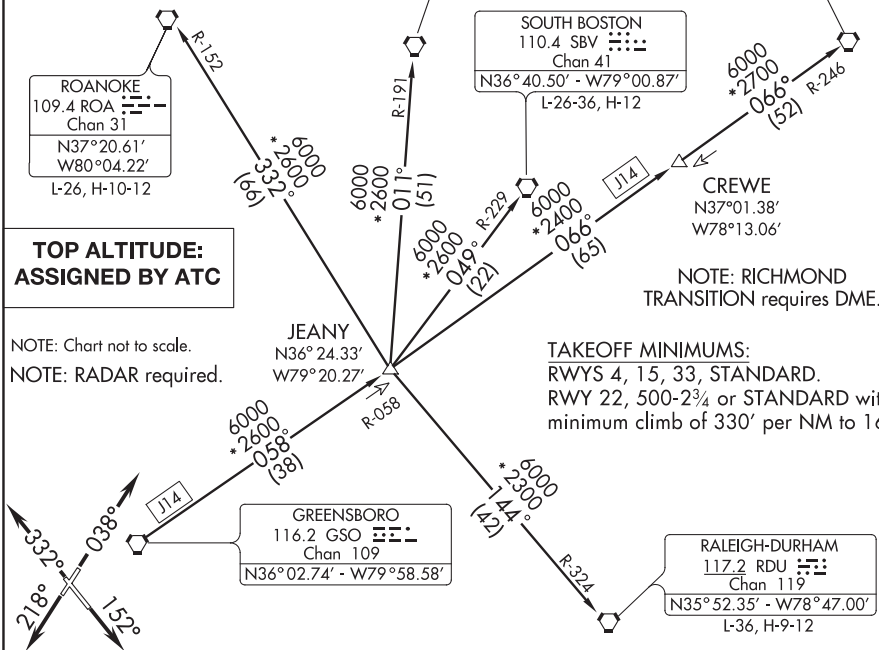 R-152
ROANOKE
109.4 ROA
Chan 31
N37°20.61'
W80°04.22'
L-26, H-10-12
R-191
SOUTH BOSTON
110.4 SBV
Chan 41
N36°40.50' - W79°00.87'
L-26-36, H-12
6000
*2700
066°
(52)
R-246
6000
*2600
332°
(66)
6000
*2600
011°
(51)
6000
*2600
049°
(22)
R-229
6000
*2400
066°
(65)
J14
CREWE
N37°01.38'
W78°13.06'
TOP ALTITUDE:
ASSIGNED BY ATC
NOTE: RICHMOND
TRANSITION requires DME.
NOTE: Chart not to scale.
NOTE: RADAR required.
JEANY
N36°24.33'
W79°20.27'
R-058
TAKEOFF MINIMUMS:
RWYS 4, 15, 33, STANDARD.
RWY 22, 500-2¾ or STANDARD wit
minimum climb of 330' per NM to 16
6000
*2600
058°
(38)
J14
6000
*2300
144°
(42)
R-324
GREENSBORO
116.2 GSO
Chan 109
N36°02.74' - W79°58.58'
RALEIGH-DURHAM
117.2 RDU
Chan 119
N35°52.35' - W78°47.00'
L-36, H-9-12
332°
038°
218°
152°